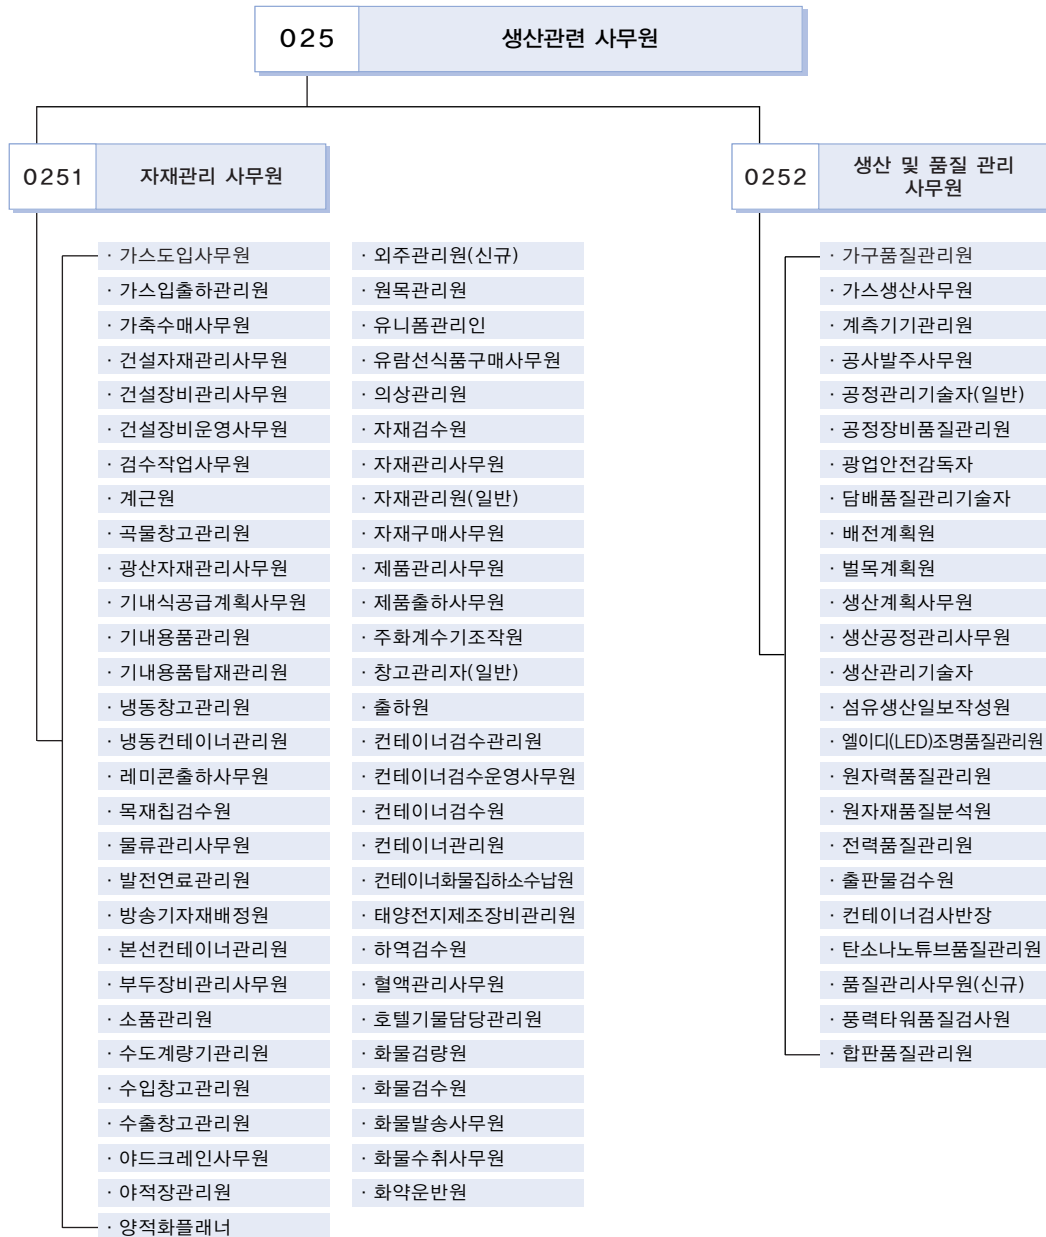 025 생산관련 사무원
0251 자재관리 사무원
· 가스도입사무원
· 가스입출하관리원
· 가축수매사무원
· 건설자재관리사무원
· 건설장비관리사무원
· 건설장비운영사무원
· 검수작업사무원
· 계근원
· 곡물창고관리원
· 광산자재관리사무원
· 기내식공급계획사무원
· 기내용품관리원
· 기내용품탑재관리원
· 냉동창고관리원
· 냉동컨테이너관리원
· 레미콘출하사무원
· 목재칩검수원
· 물류관리사무원
· 발전연료관리원
· 방송기자재배정원
· 본선컨테이너관리원
· 부두장비관리사무원
· 소품관리원
· 수도계량기관리원
· 수입창고관리원
· 수출창고관리원
· 야드크레인사무원
· 야적장관리원
· 양적화플래너
· 외주관리원(신규)
· 원목관리원
· 유니폼관리인
· 유람선식품구매사무원
· 의상관리원
· 자재검수원
· 자재관리사무원
· 자재관리원(일반)
· 자재구매사무원
· 제품관리사무원
· 제품출하사무원
· 주화계수기조작원
· 창고관리자(일반)
· 출하원
· 컨테이너검수관리원
· 컨테이너검수운영사무원
· 컨테이너검수원
· 컨테이너관리원
· 컨테이너화물집하소수납원
· 태양전지제조장비관리원
· 하역검수원
· 혈액관리사무원
· 호텔기물담당관리원
· 화물검량원
· 화물검수원
· 화물발송사무원
· 화물수취사무원
· 화약운반원
0252 생산 및 품질 관리
사무원
· 가구품질관리원
· 가스생산사무원
· 계측기기관리원
· 공사발주사무원
· 공정관리기술자(일반)
· 공정장비품질관리원
· 광업안전감독자
· 담배품질관리기술자
· 배전계획원
· 벌목계획원
· 생산계획사무원
· 생산공정관리사무원
· 생산관리기술자
· 섬유생산일보작성원
· 엘이디(LED)조명품질관리원
· 원자력품질관리원
· 원자재품질분석원
· 전력품질관리원
· 출판물검수원
· 컨테이너검사반장
· 탄소나노튜브품질관리원
· 품질관리사무원(신규)
· 풍력타워품질검사원
· 합판품질관리원